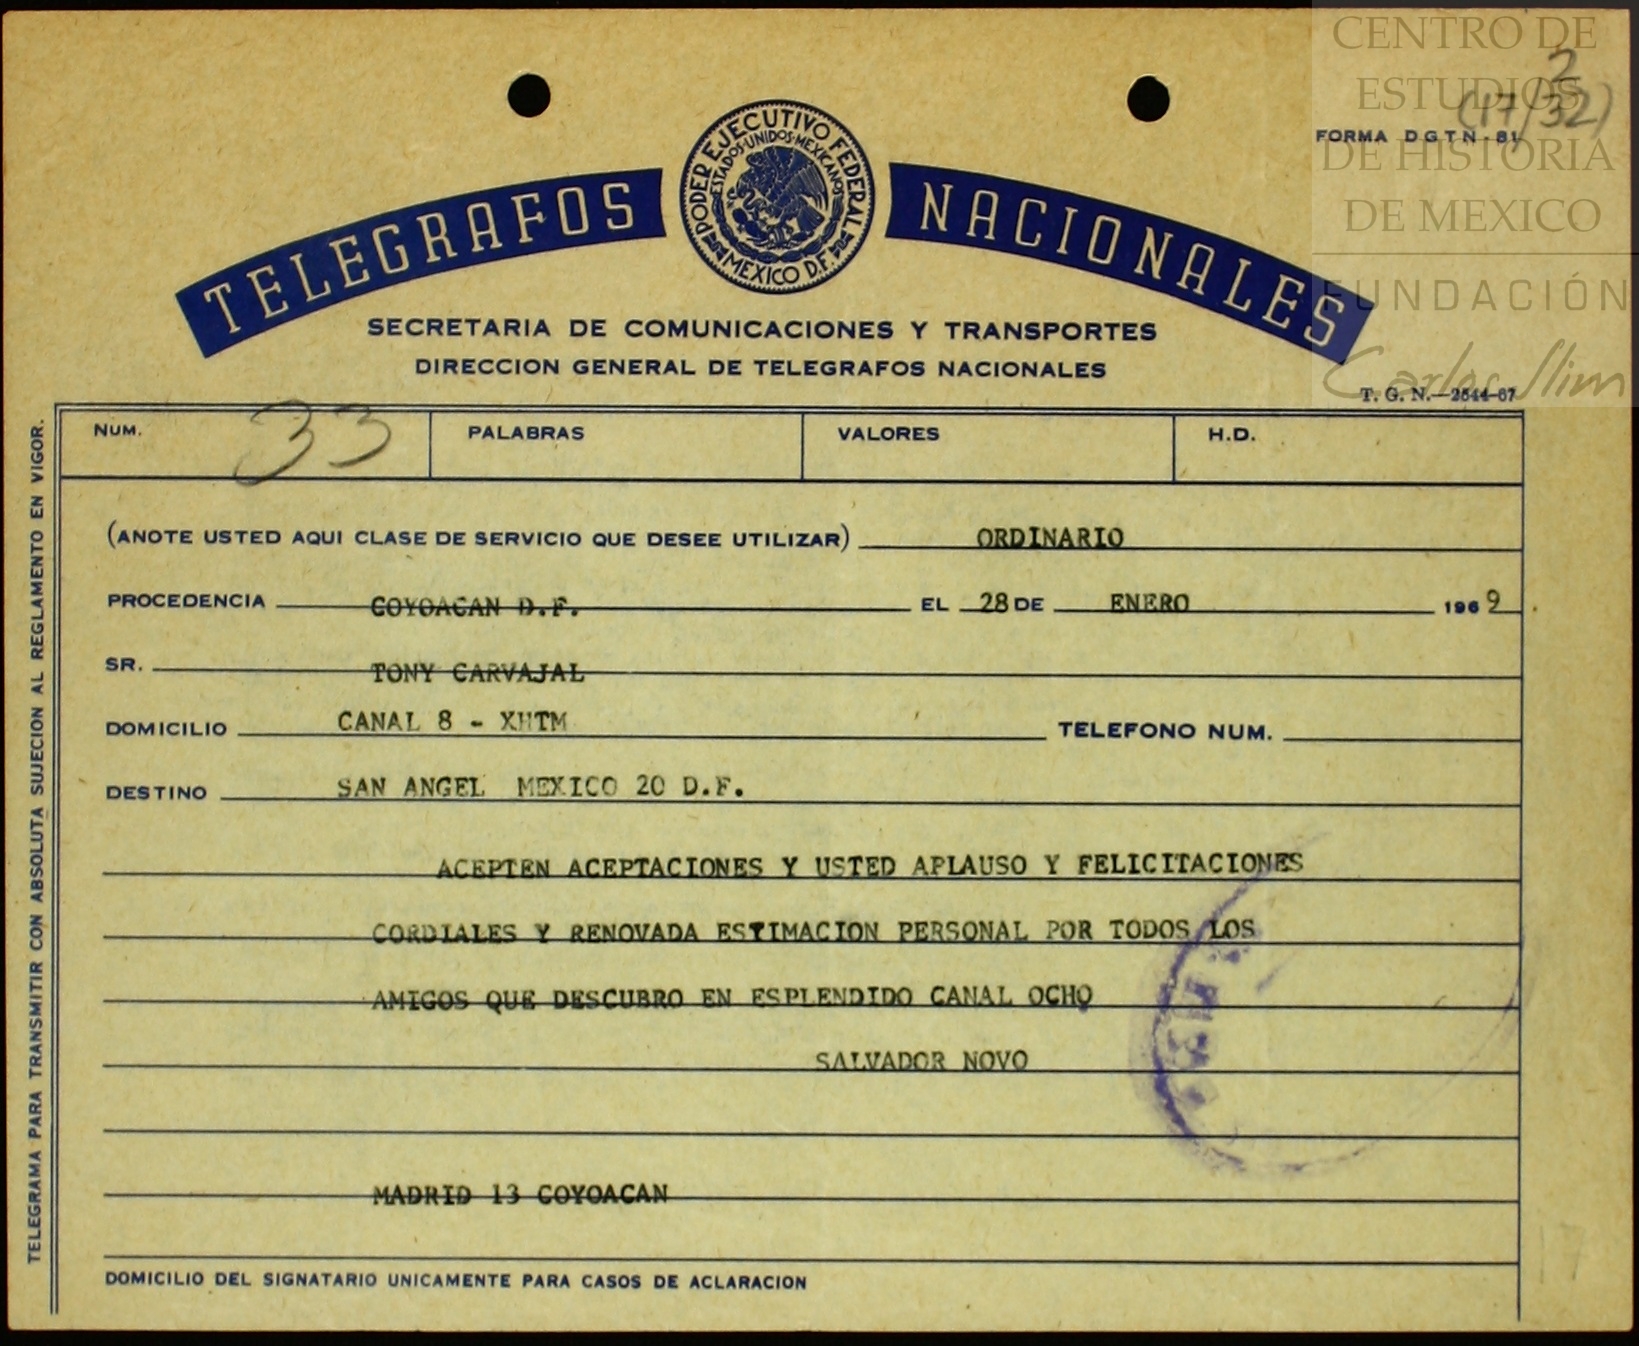 CENTRO DE
ESTUDIOS
DE HISTORIA
DE MEXICO
FUNDACIÓN
Carlos Slim
2
(17/32)
FORMA D G T N - 81
TELEGRAFOS NACIONALES
PODER EJECUTIVO FEDERAL
ESTADOS UNIDOS MEXICANOS
MEXICO D.F.
SECRETARIA DE COMUNICACIONES Y TRANSPORTES
DIRECCION GENERAL DE TELEGRAFOS NACIONALES
T. G. N.—2544-67
NUM. 33 PALABRAS VALORES H.D.
(ANOTE USTED AQUI CLASE DE SERVICIO QUE DESEE UTILIZAR) ORDINARIO
PROCEDENCIA COYOACAN D.F. EL 28 DE ENERO 1969
SR. TONY CARVAJAL
DOMICILIO CANAL 8 - XHTM TELEFONO NUM.
DESTINO SAN ANGEL MEXICO 20 D.F.
ACEPTEN ACEPTACIONES Y USTED APLAUSO Y FELICITACIONES
CORDIALES Y RENOVADA ESTIMACION PERSONAL POR TODOS LOS
AMIGOS QUE DESCUBRO EN ESPLENDIDO CANAL OCHO
SALVADOR NOVO
MADRID 13 COYOACAN
DOMICILIO DEL SIGNATARIO UNICAMENTE PARA CASOS DE ACLARACION
TELEGRAMA PARA TRANSMITIR CON ABSOLUTA SUJECION AL REGLAMENTO EN VIGOR.
17